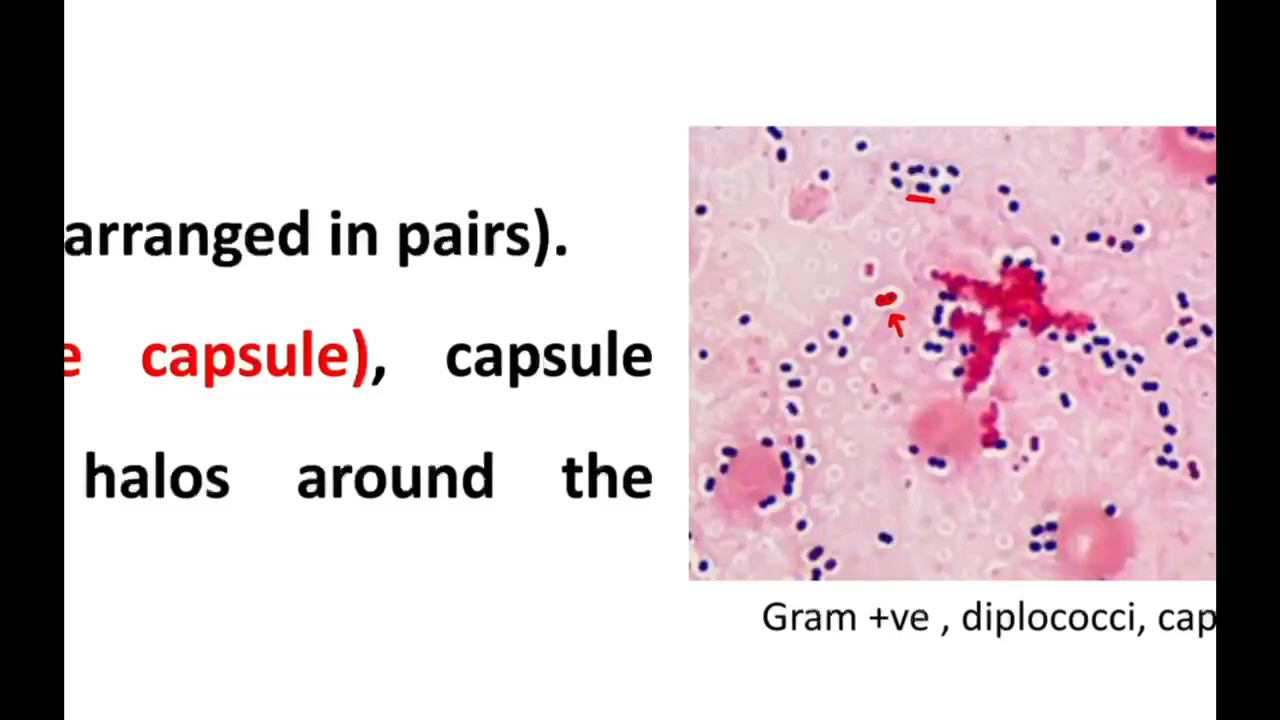 arranged in pairs).
e capsule), capsule
halos around the
Gram +ve , diplococci, cap